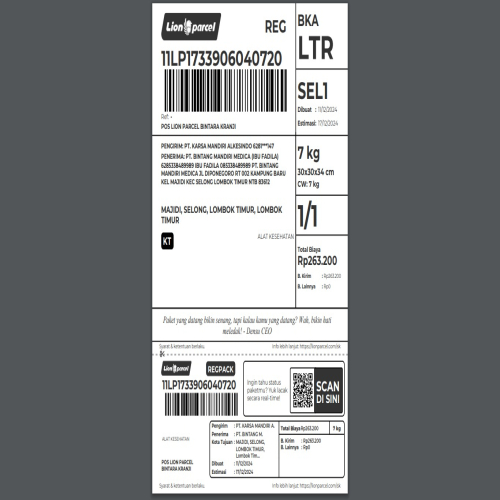 Lion parcel
REG
BKA
LTR
11LP1733906040720
SEL1
Dibuat : 11/12/2024
Estimasi: 17/12/2024
Ref: -
POS LION PARCEL BINTARA KRANJI
PENGIRIM: PT. KARSA MANDIRI ALKESINDO 6281***147
PENERIMA: PT. BINTANG MANDIRI MEDICA (IBU FADILA)
6285338489989 IBU FADILA 085338489989 PT. BINTANG
MANDIRI MEDICA JL DIPONEGORO RT 002 KAMPUNG BARU
KEL MAJIDI KEC SELONG LOMBOK TIMUR NTB 83612
7 kg
30x30x34 cm
CW: 7 kg
1/1
MAJIDI, SELONG, LOMBOK TIMUR, LOMBOK
TIMUR
KT
ALAT KESEHATAN
Total Biaya
Rp263.200
B. Kirim : Rp263.200
B. Lainnya : Rp0
Paket yang datang bikin senang, tapi kalau kamu yang datang? Wah, bikin hati
meledak! - Densu CEO
Syarat & ketentuan berlaku.
Info lebih lanjut: https://lionparcel.com/sk
Lion parcel
REGPACK
11LP1733906040720
Ingin tahu status
paketmu? Yuk lacak
secara real-time!
SCAN
DI SINI
ALAT KESEHATAN
POS LION PARCEL
BINTARA KRANJI
Pengirim : PT. KARSA MANDIRI A.
Penerima : PT. BINTANG M.
Kota Tujuan : MAJIDI, SELONG,
LOMBOK TIMUR,
Lombok Tim...
Dibuat : 11/12/2024
Estimasi : 17/12/2024
Total Biaya Rp263.200
7 kg
B. Kirim : Rp263.200
B. Lainnya : Rp0
Syarat & ketentuan berlaku.
Info lebih lanjut: https://lionparcel.com/sk